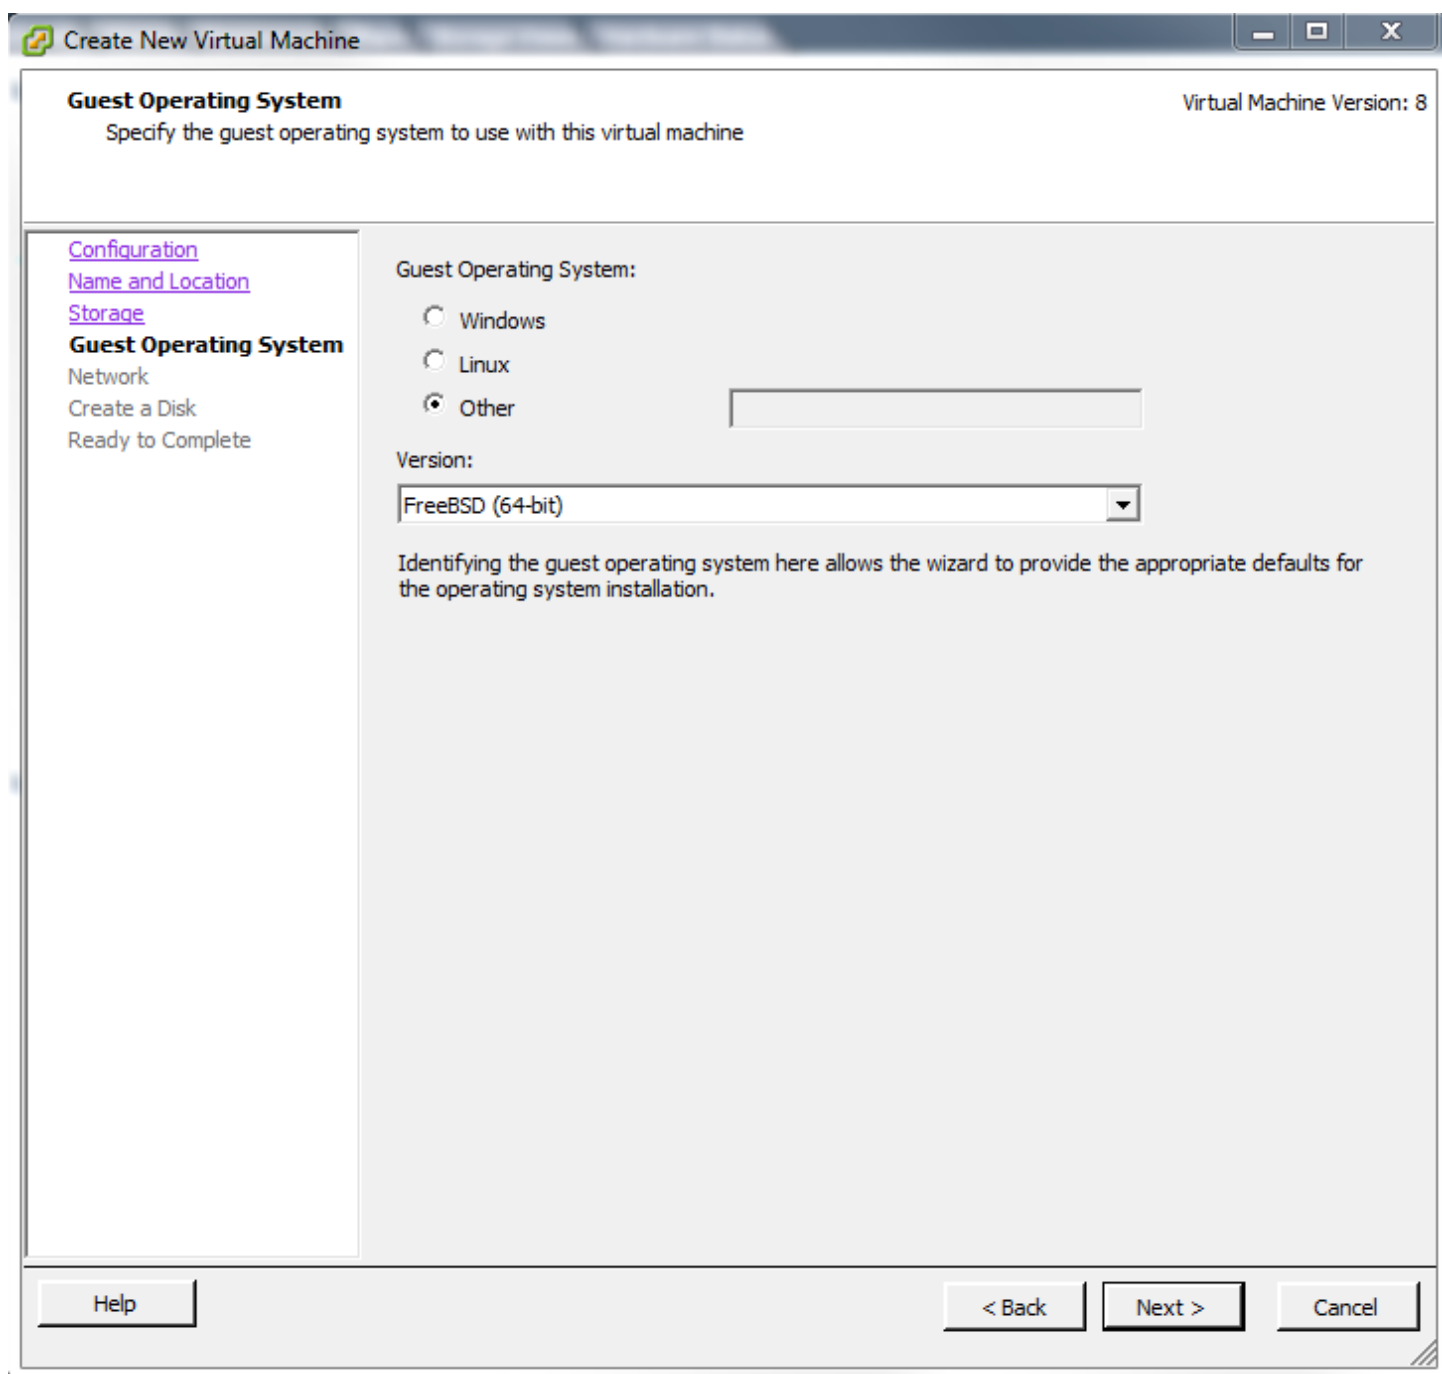 Create New Virtual Machine
Guest Operating System
Virtual Machine Version: 8
Specify the guest operating system to use with this virtual machine
Configuration
Name and Location
Storage
Guest Operating System
Network
Create a Disk
Ready to Complete
Guest Operating System:
Windows
Linux
Other
Version:
FreeBSD (64-bit)
Identifying the guest operating system here allows the wizard to provide the appropriate defaults for
the operating system installation.
Help
< Back
Next >
Cancel